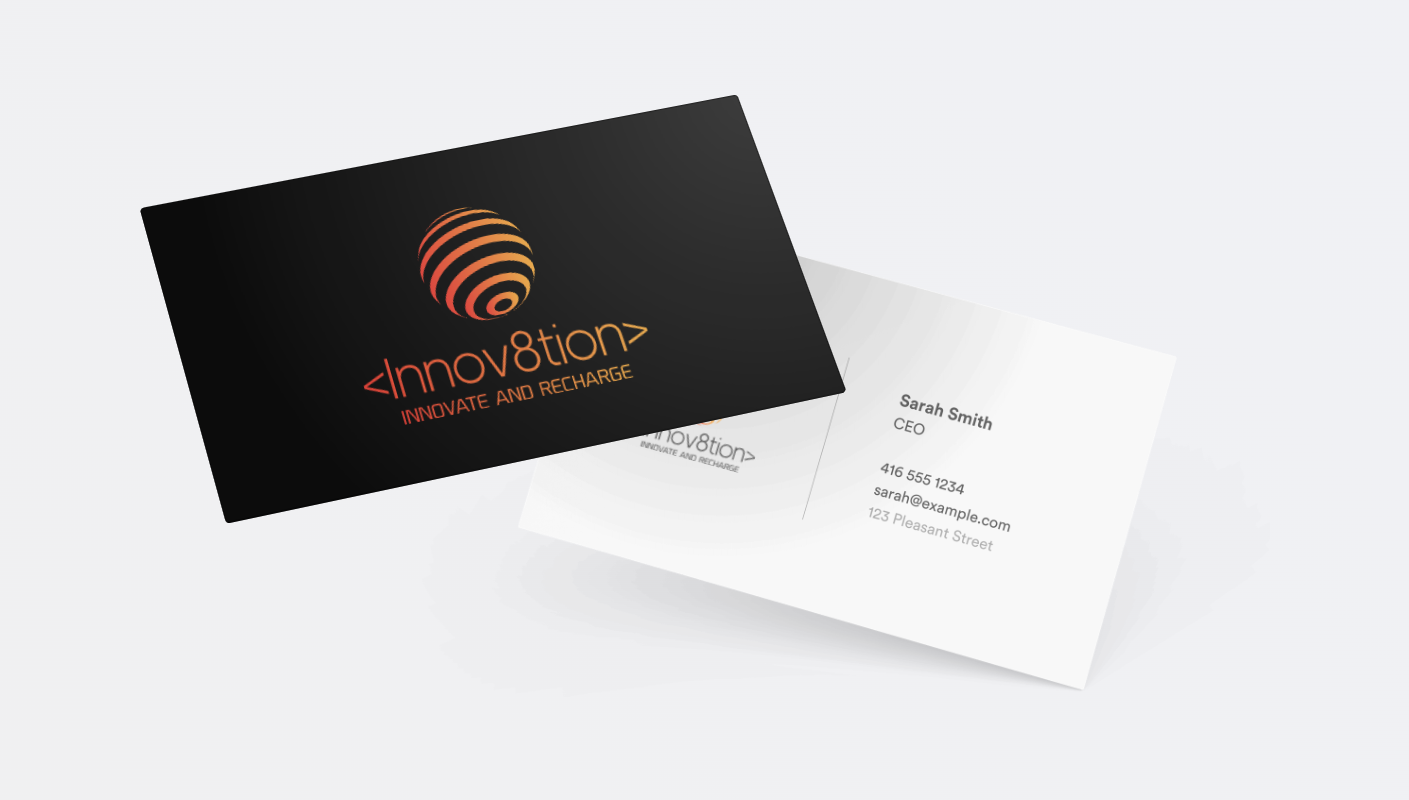 <Innov8tion>
INNOVATE AND RECHARGE
Innov8tion>
INNOVATE AND RECHARGE
Sarah Smith
CEO
416 555 1234
sarah@example.com
123 Pleasant Street